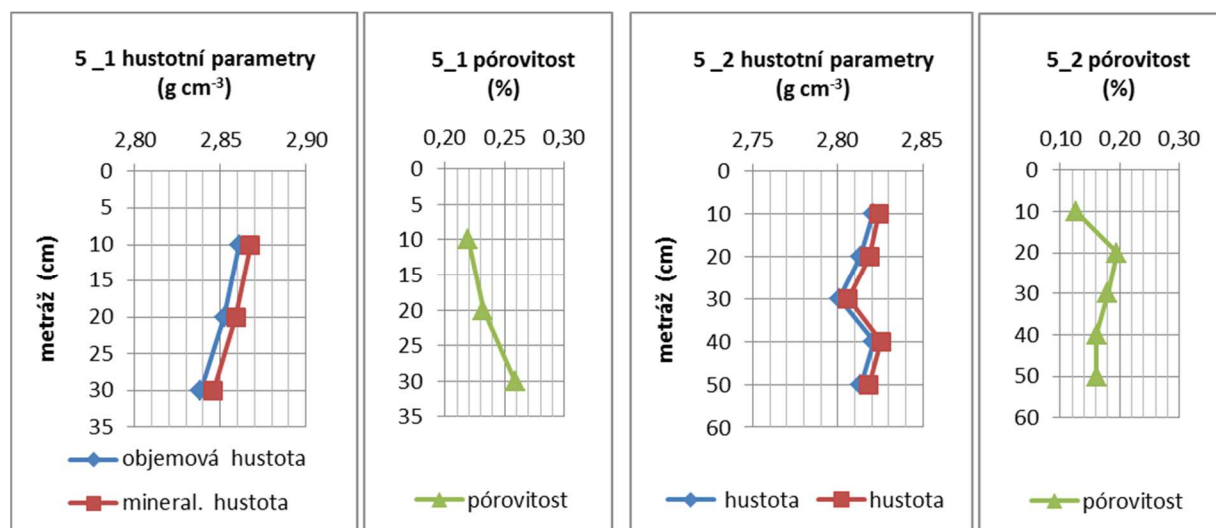 5 _1 hustotní parametry
(g cm-3)
2,80 2,85 2,90
0
5
10
15
20
25
30
35
metráž (cm)
objemová hustota
mineral. hustota
5_1 pórovitost
(%)
0,20 0,25 0,30
0
5
10
15
20
25
30
35
pórovitost
5 _2 hustotní parametry
(g cm-3)
2,75 2,80 2,85
0
10
20
30
40
50
60
metráž (cm)
hustota hustota
5_2 pórovitost
(%)
0,10 0,20 0,30
0
10
20
30
40
50
60
pórovitost